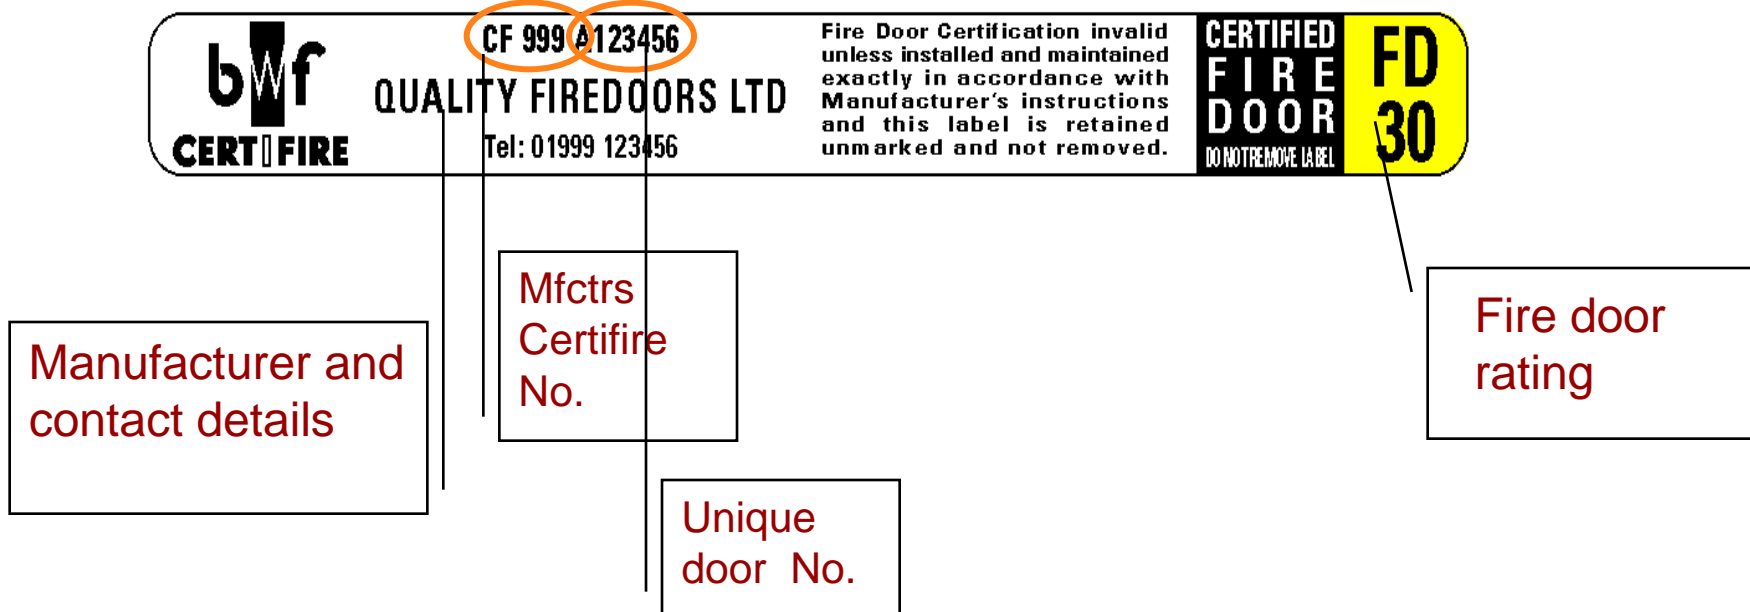 bwf
CERTIFIRE
CF 999 A123456
QUALITY FIREDOORS LTD
Tel: 01999 123456
Fire Door Certification invalid
unless installed and maintained
exactly in accordance with
Manufacturer's instructions
and this label is retained
unmarked and not removed.
CERTIFIED
FIRE
DOOR
DO NOT REMOVE LABEL
FD
30
Manufacturer and
contact details
Mfctrs
Certifire
No.
Unique
door No.
Fire door
rating